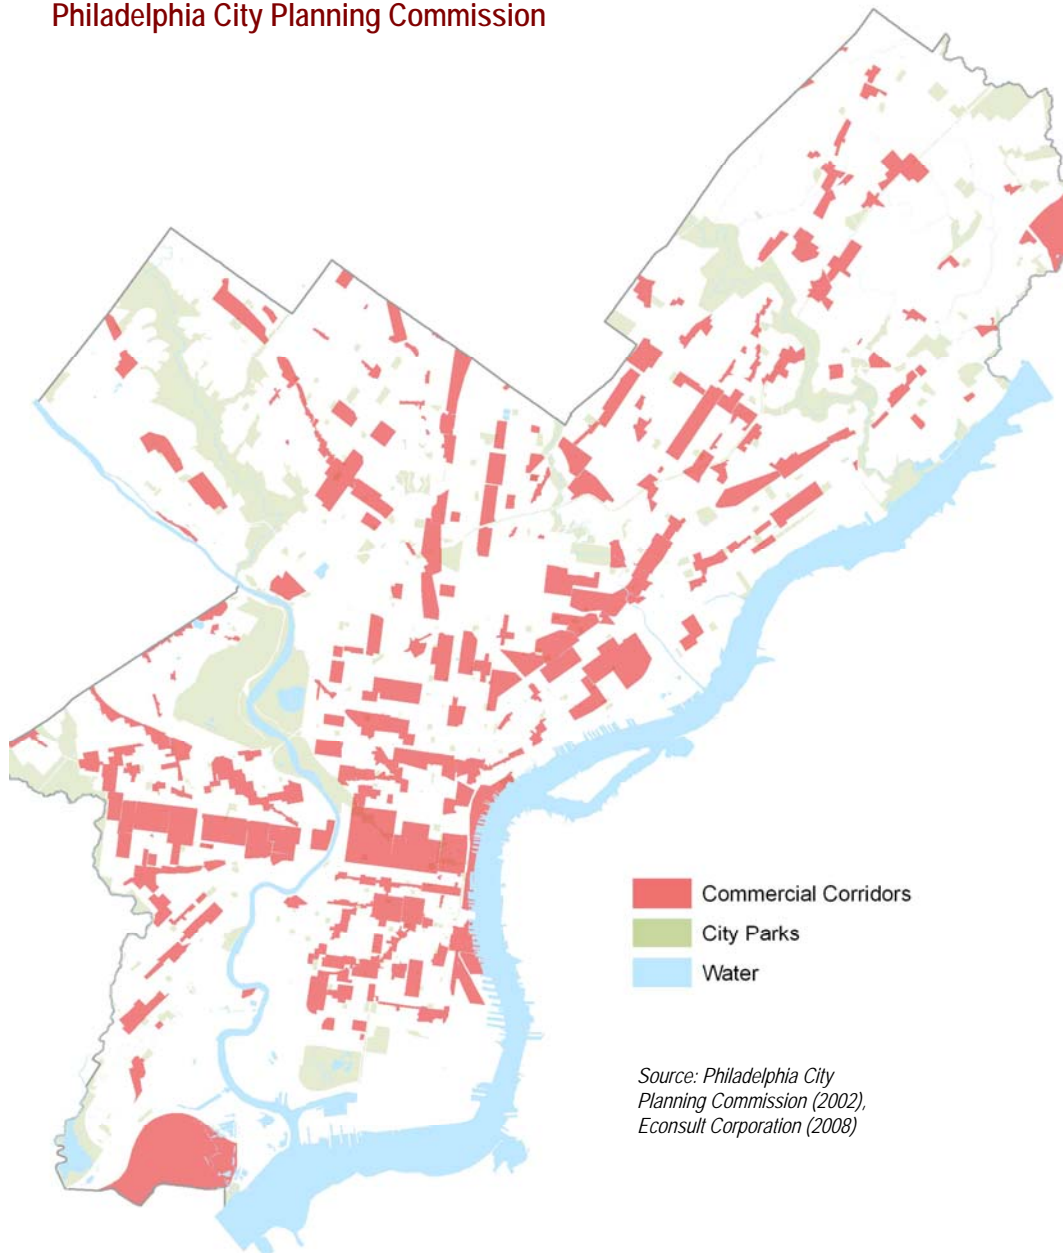 Philadelphia City Planning Commission
Commercial Corridors
City Parks
Water
Source: Philadelphia City
Planning Commission (2002),
Econsult Corporation (2008)